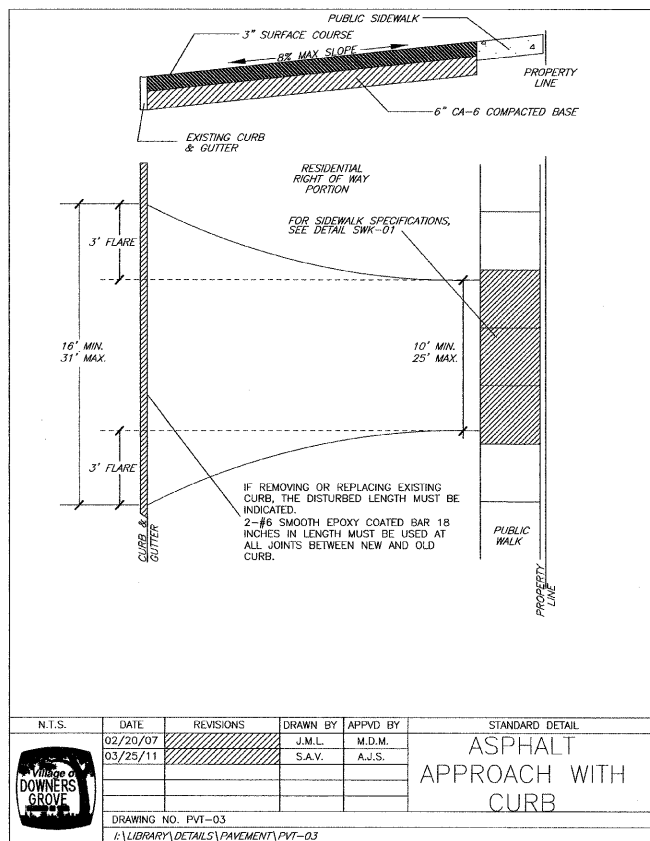 PUBLIC SIDEWALK
3" SURFACE COURSE
8% MAX SLOPE
PROPERTY
LINE
6" CA-6 COMPACTED BASE
EXISTING CURB
& GUTTER
RESIDENTIAL
RIGHT OF WAY
PORTION
FOR SIDEWALK SPECIFICATIONS,
SEE DETAIL SWK-01
3' FLARE
16' MIN.
31' MAX.
10' MIN.
25' MAX.
3' FLARE
IF REMOVING OR REPLACING EXISTING
CURB, THE DISTURBED LENGTH MUST BE
INDICATED.
2-#6 SMOOTH EPOXY COATED BAR 18
INCHES IN LENGTH MUST BE USED AT
ALL JOINTS BETWEEN NEW AND OLD
CURB.
CURB &
GUTTER
PUBLIC
WALK
PROPERTY
LINE
N.T.S. DATE REVISIONS DRAWN BY APPVD BY STANDARD DETAIL
02/20/07 J.M.L. M.D.M.
03/25/11 S.A.V. A.J.S.
ASPHALT
APPROACH WITH
CURB
Village of
DOWNERS
GROVE
DRAWING NO. PVT-03
I:\LIBRARY\DETAILS\PAVEMENT\PVT-03